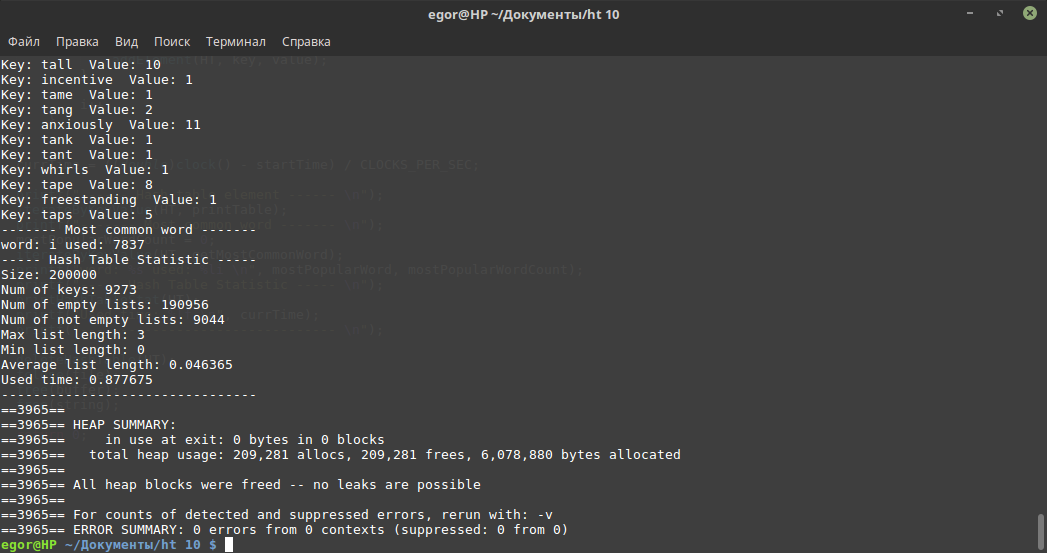 egor@HP ~/Документы/ht 10
Файл Правка Вид Поиск Терминал Справка
Key: tall  Value: 10
Key: incentive  Value: 1
Key: tame  Value: 1
Key: tang  Value: 2
Key: anxiously  Value: 11
Key: tank  Value: 1
Key: tant  Value: 1
Key: whirls  Value: 1
Key: tape  Value: 8
Key: freestanding  Value: 1
Key: taps  Value: 5
------- Most common word -------
word: i used: 7837
----- Hash Table Statistic -----
Size: 200000
Num of keys: 9273
Num of empty lists: 190956
Num of not empty lists: 9044
Max list length: 3
Min list length: 0
Average list length: 0.046365
Used time: 0.877675
--------------------------------
==3965==
==3965== HEAP SUMMARY:
==3965==     in use at exit: 0 bytes in 0 blocks
==3965==   total heap usage: 209,281 allocs, 209,281 frees, 6,078,880 bytes allocated
==3965==
==3965== All heap blocks were freed -- no leaks are possible
==3965==
==3965== For counts of detected and suppressed errors, rerun with: -v
==3965== ERROR SUMMARY: 0 errors from 0 contexts (suppressed: 0 from 0)
egor@HP ~/Документы/ht 10 $